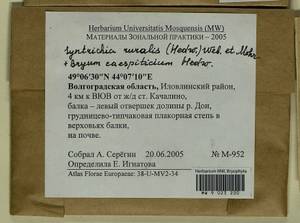 Herbarium Universitatis Mosquensis (MW)
МАТЕРИАЛЫ ЗОНАЛЬНОЙ ПРАКТИКИ – 2005
Syntrichia ruralis (Hedw.) Web. et Mohr
+ Bryum caespiticium Hedw.
49°06'30"N 44°07'10"E
Волгоградская область, Иловлинский район,
4 км к ВЮВ от ж/д ст. Качалино,
балка – левый отвершек долины р. Дон,
грудницево-типчаковая плакорная степь в
верховьях балки,
на почве.
Собрал А. Серёгин 20.06.2005 № M-952
Определила Е. Игнатова
Atlas Florae Europaeae: 38-U-MV2-34
Herbarium MW, Bryophyta